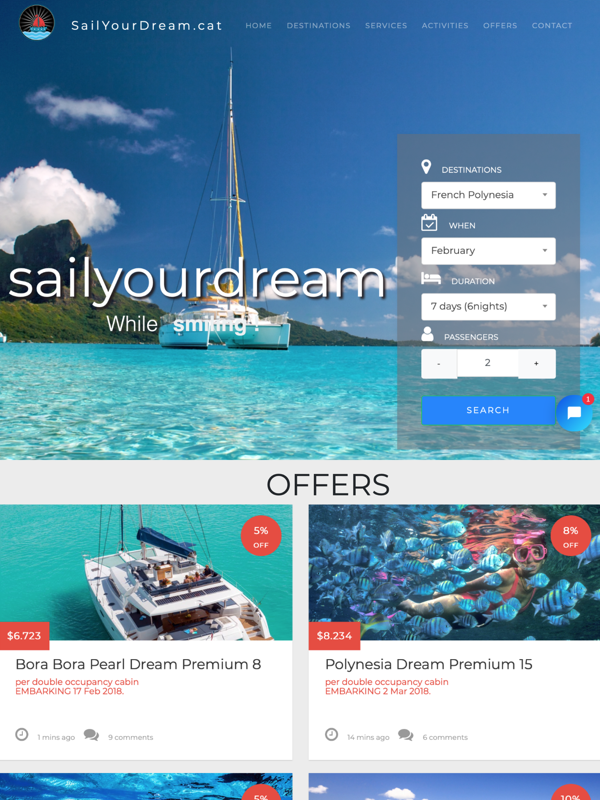 SailYourDream.cat
HOME DESTINATIONS SERVICES ACTIVITIES OFFERS CONTACT
DESTINATIONS
French Polynesia
WHEN
February
DURATION
7 days (6nights)
PASSENGERS
- 2 +
SEARCH
1
sailyourdream
While smiling !
OFFERS
5%
OFF
$6.723
Bora Bora Pearl Dream Premium 8
per double occupancy cabin
EMBARKING 17 Feb 2018.
1 mins ago 9 comments
8%
OFF
$8.234
Polynesia Dream Premium 15
per double occupancy cabin
EMBARKING 2 Mar 2018.
14 mins ago 6 comments
5%
10%